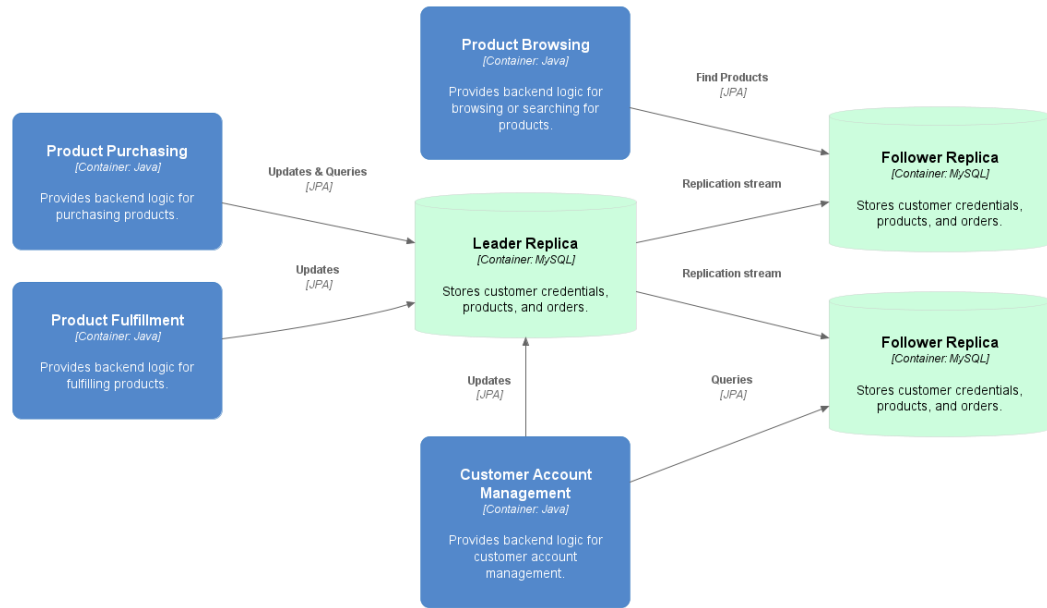 Product Browsing
[Container: Java]
Provides backend logic for
browsing or searching for
products.
Find Products
[JPA]
Product Purchasing
[Container: Java]
Provides backend logic for
purchasing products.
Updates & Queries
[JPA]
Follower Replica
[Container: MySQL]
Stores customer credentials,
products, and orders.
Replication stream
Leader Replica
[Container: MySQL]
Stores customer credentials,
products, and orders.
Replication stream
Updates
[JPA]
Product Fulfillment
[Container: Java]
Provides backend logic for
fulfilling products.
Follower Replica
[Container: MySQL]
Stores customer credentials,
products, and orders.
Updates
[JPA]
Queries
[JPA]
Customer Account
Management
[Container: Java]
Provides backend logic for
customer account
management.